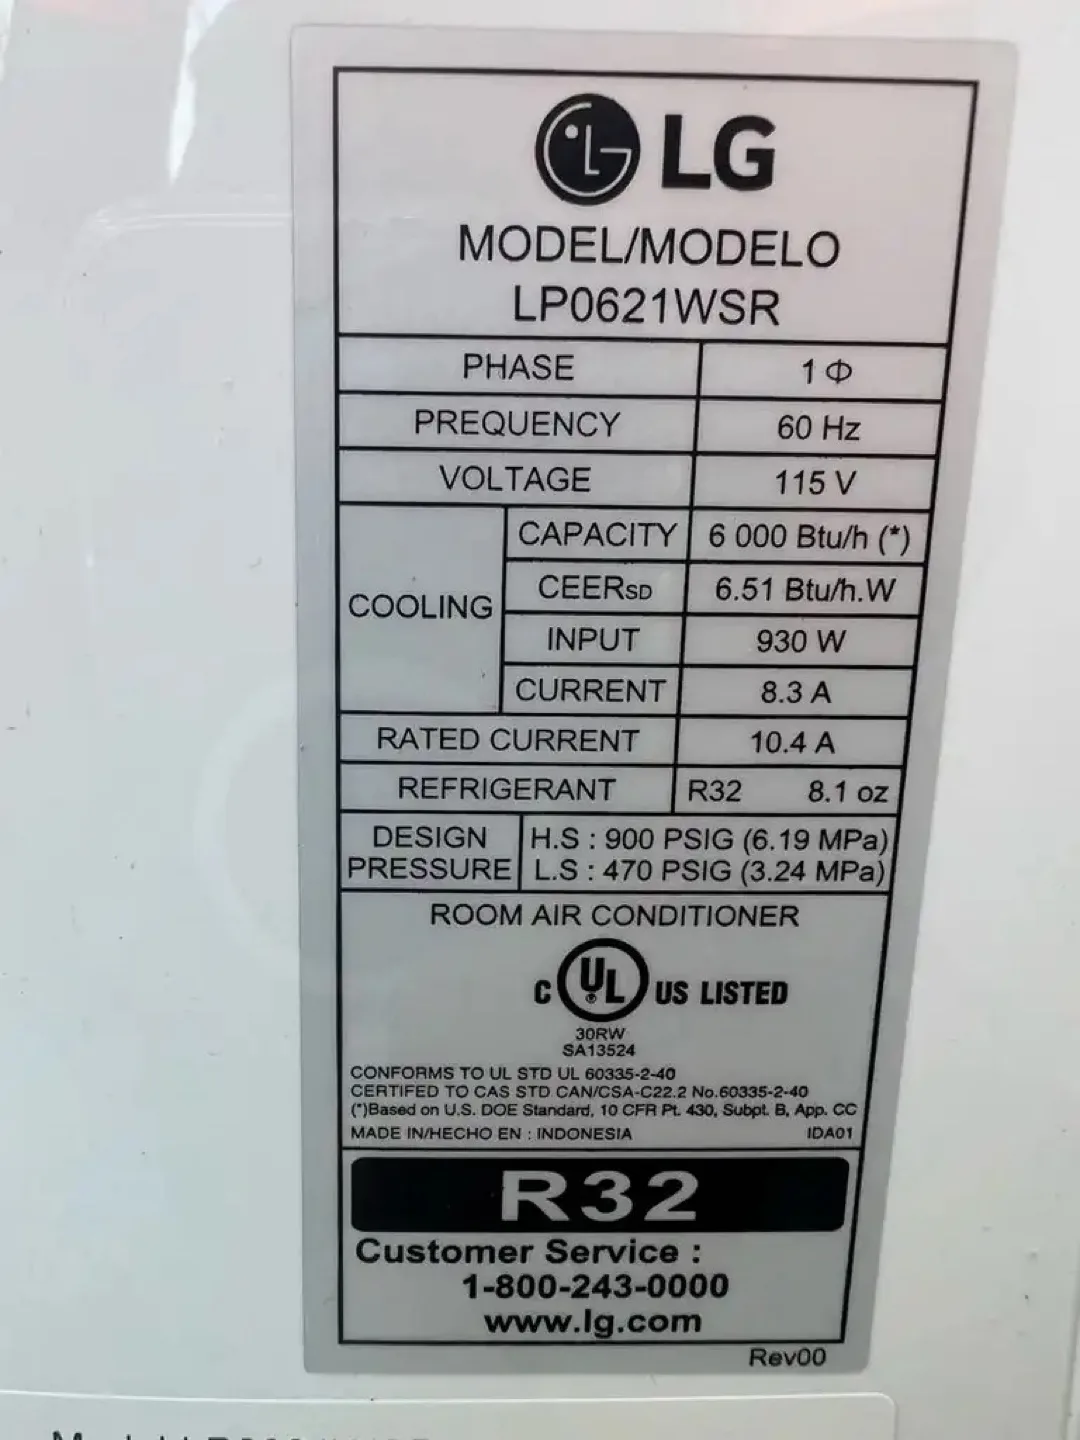 LG
MODEL/MODELO
LP0621WSR
PHASE 1 Φ
PREQUENCY 60 Hz
VOLTAGE 115 V
COOLING
CAPACITY 6 000 Btu/h (*)
CEERSD 6.51 Btu/h.W
INPUT 930 W
CURRENT 8.3 A
RATED CURRENT 10.4 A
REFRIGERANT R32 8.1 oz
DESIGN PRESSURE
H.S : 900 PSIG (6.19 MPa)
L.S : 470 PSIG (3.24 MPa)
ROOM AIR CONDITIONER
C UL ® US LISTED
30RW
SA13524
CONFORMS TO UL STD UL 60335-2-40
CERTIFED TO CAS STD CAN/CSA-C22.2 No.60335-2-40
(*)Based on U.S. DOE Standard, 10 CFR Pt. 430, Subpt. B, App. CC
MADE IN/HECHO EN : INDONESIA IDA01
R32
Customer Service :
1-800-243-0000
www.lg.com
Rev00